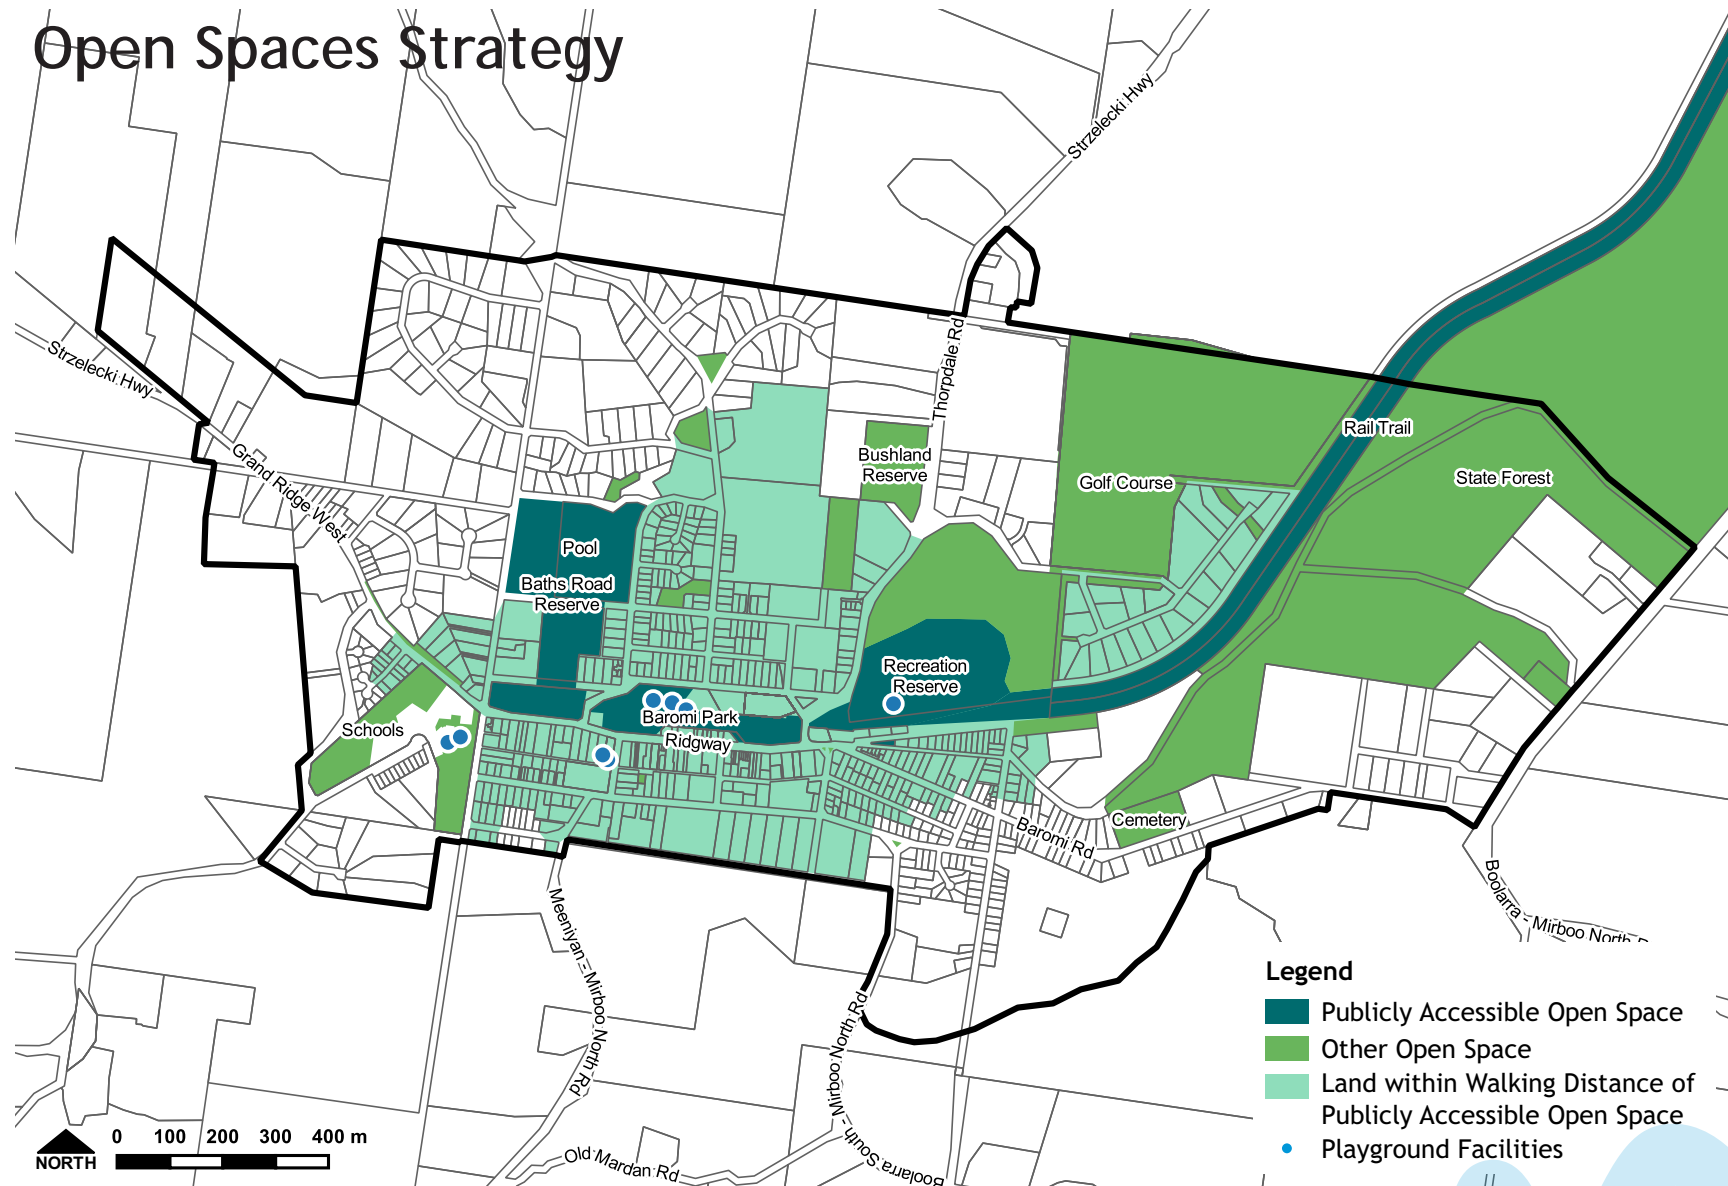 Open Spaces Strategy
Strzelecki Hwy
Thorpdale Rd
Strzelecki Hwy
Rail Trail
Grand Ridge West
Bushland
Reserve
Golf Course
State Forest
Pool
Baths Road
Reserve
Recreation
Reserve
Schools
Baromi Park
Ridgway
Cemetery
Baromi Rd
Meeniyan - Mirboo North Rd
Boolarra - Mirboo North
Boolarra South - Mirboo North Rd
Old Mardan Rd
Legend
Publicly Accessible Open Space
Other Open Space
Land within Walking Distance of
Publicly Accessible Open Space
Playground Facilities
0 100 200 300 400 m
NORTH